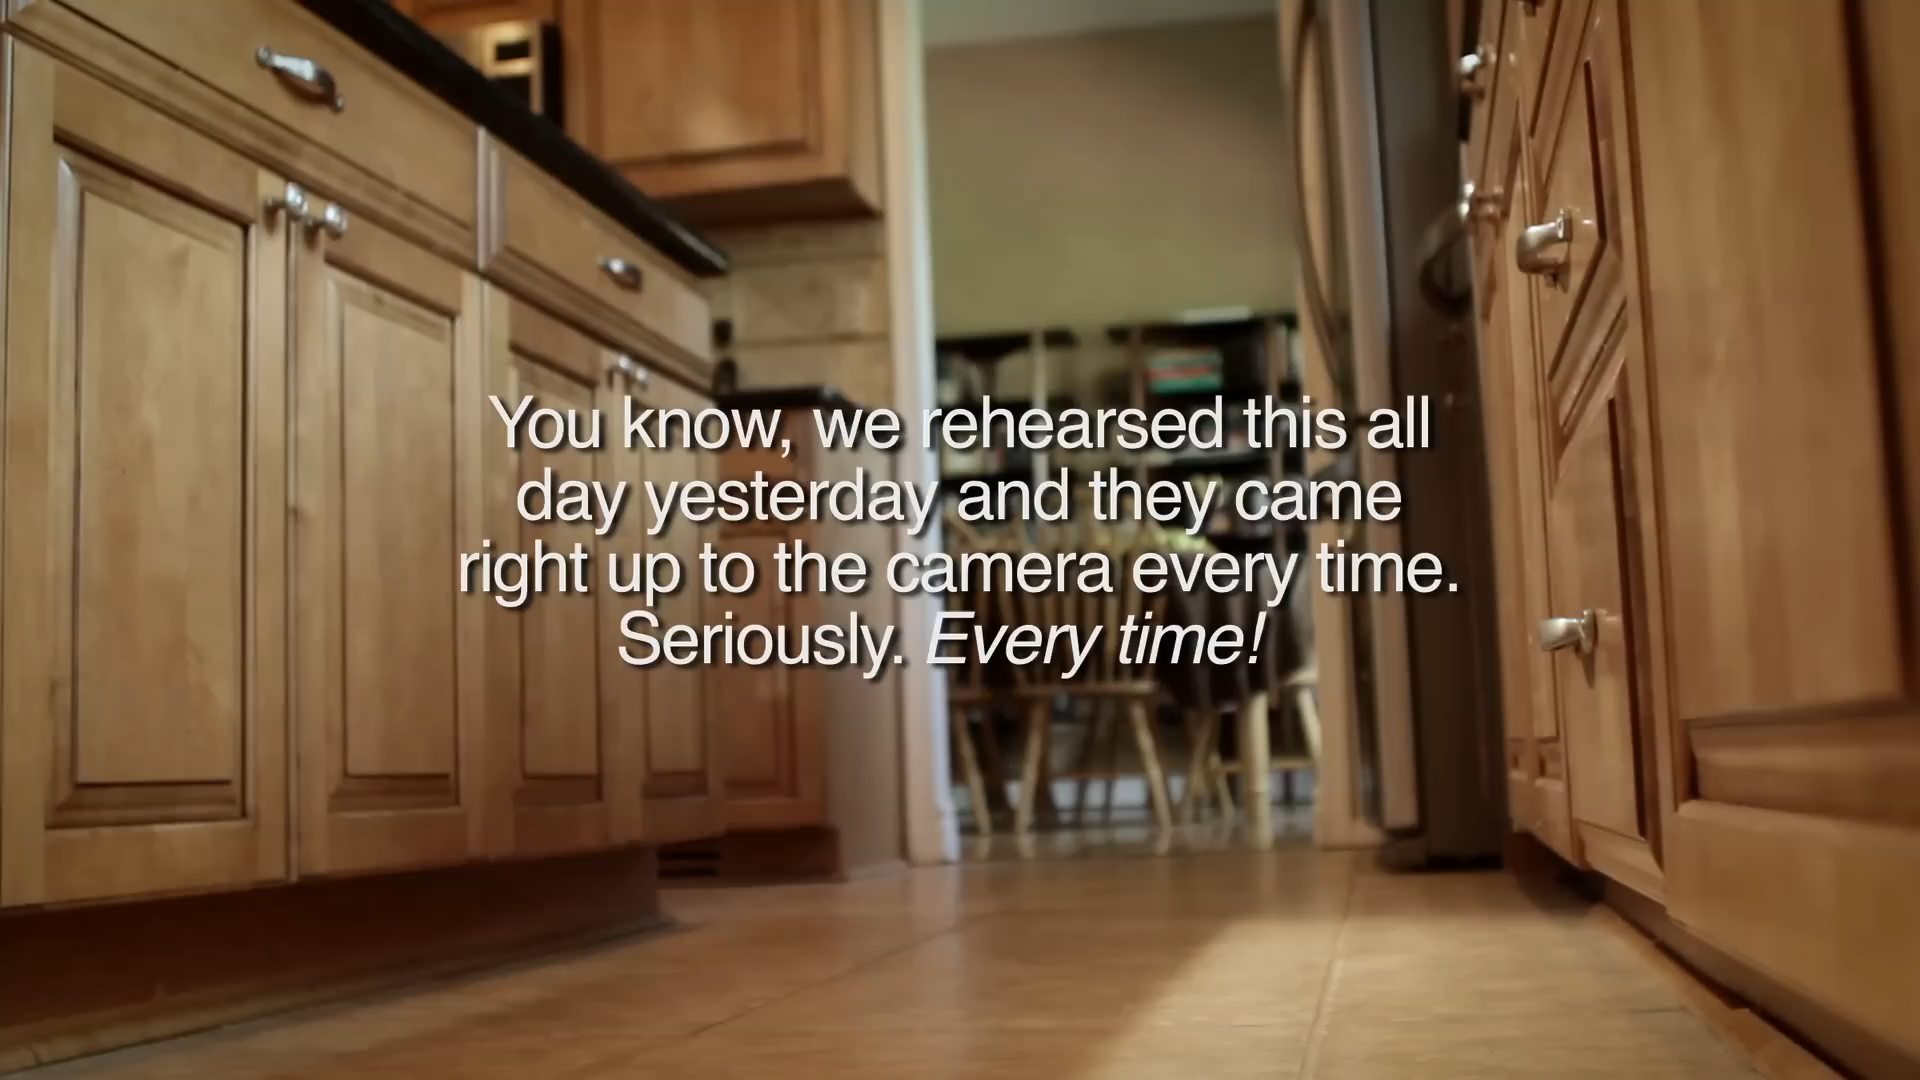 You know, we rehearsed this all
day yesterday and they came
right up to the camera every time.
Seriously. Every time!